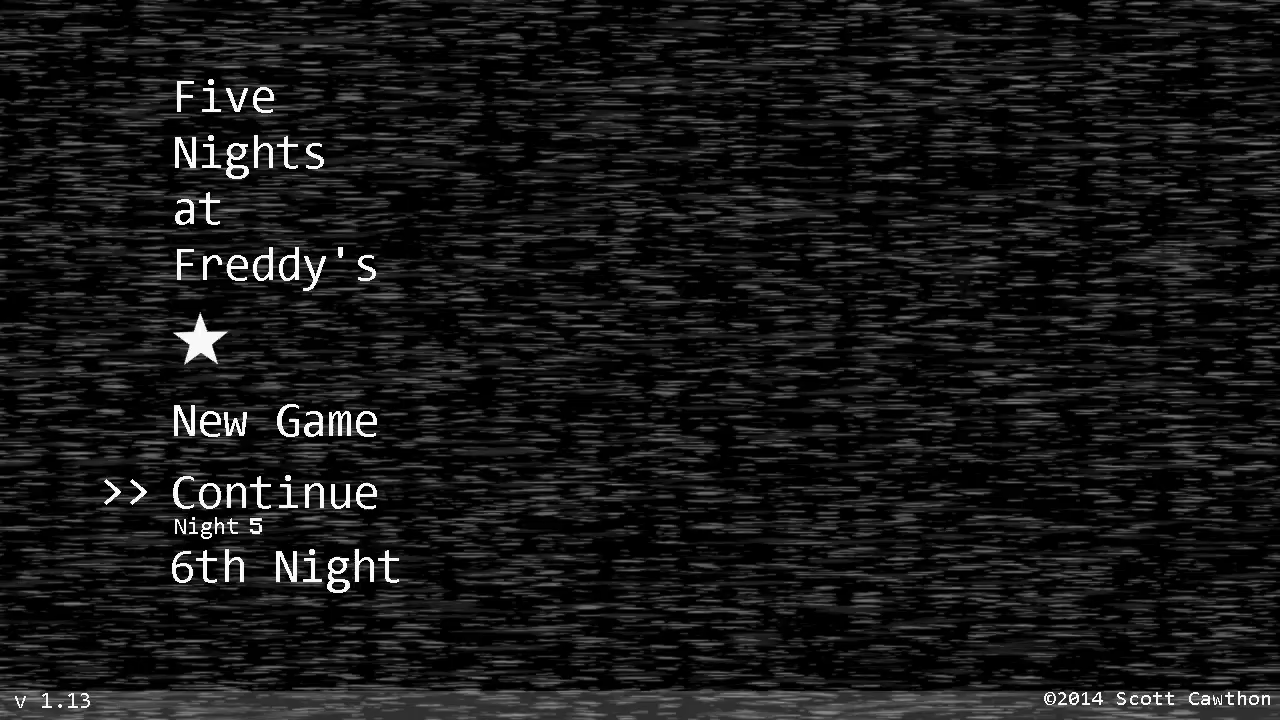 Five
Nights
at
Freddy's
New Game
>> Continue
Night 5
6th Night
v 1.13
©2014 Scott Cawthon